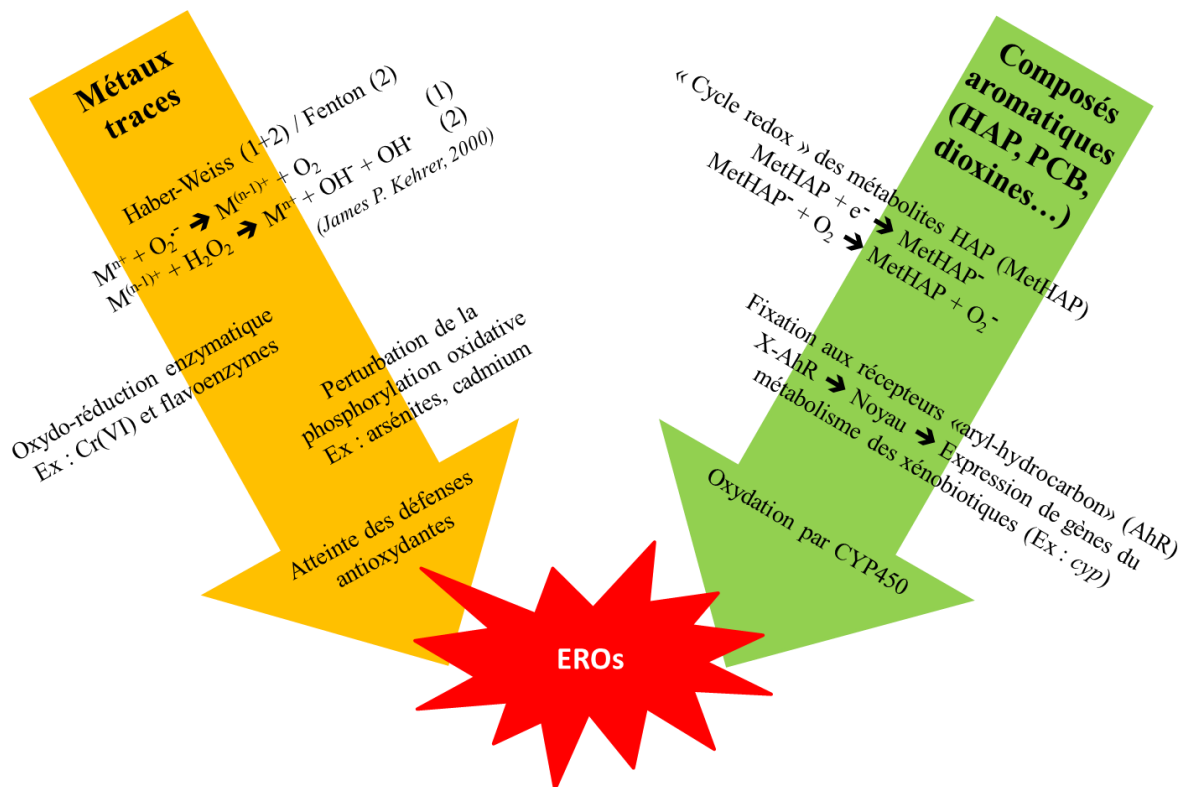 Métaux
traces
Haber-Weiss (1+2) / Fenton (2)
Mⁿ⁺ + O₂·⁻ ➔ M⁽ⁿ⁻¹⁾⁺ + O₂ (1)
M⁽ⁿ⁻¹⁾⁺ + H₂O₂ ➔ Mⁿ⁺ + OH⁻ + OH· (2)
(James P. Kehrer, 2000)
Oxydo-réduction enzymatique
Ex : Cr(VI) et flavoenzymes
Perturbation de la
phosphorylation oxidative
Ex : arsénites, cadmium
Atteinte des défenses
antioxydantes
Composés
aromatiques
(HAP, PCB,
dioxines…)
« Cycle redox » des métabolites HAP (MetHAP)
MetHAP + e⁻ ➔ MetHAP⁻
MetHAP⁻ + O₂ ➔ MetHAP + O₂⁻
Fixation aux récepteurs «aryl-hydrocarbon» (AhR)
X-AhR ➔ Noyau ➔ Expression de gènes du
métabolisme des xénobiotiques (Ex : cyp)
Oxydation par CYP450
EROs